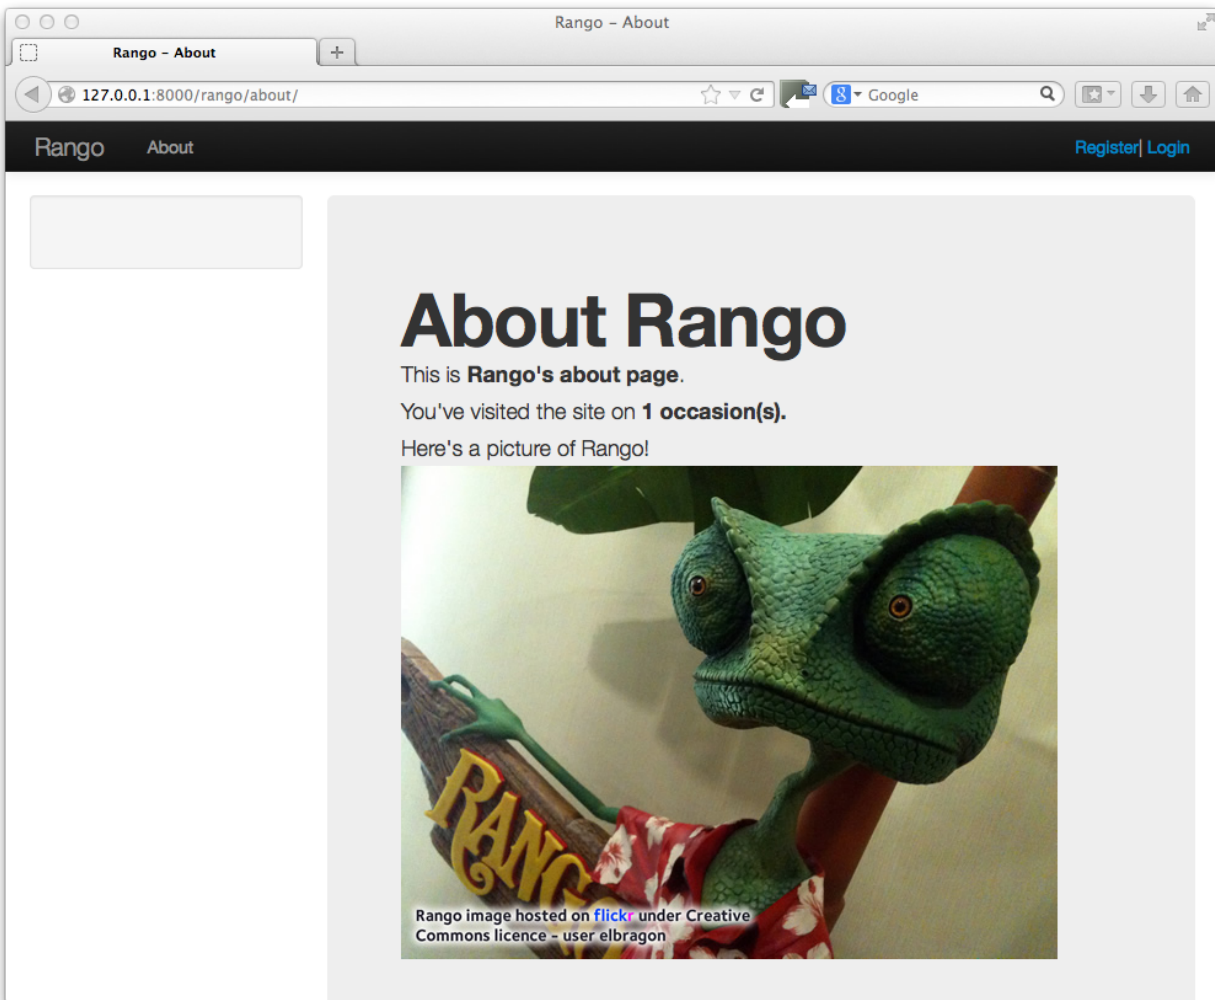 Rango – About
Rango – About
127.0.0.1:8000/rango/about/
8 Google
Rango About Register| Login
About Rango
This is Rango's about page.
You've visited the site on 1 occasion(s).
Here's a picture of Rango!
RANGO
Rango image hosted on flickr under Creative
Commons licence - user elbragon